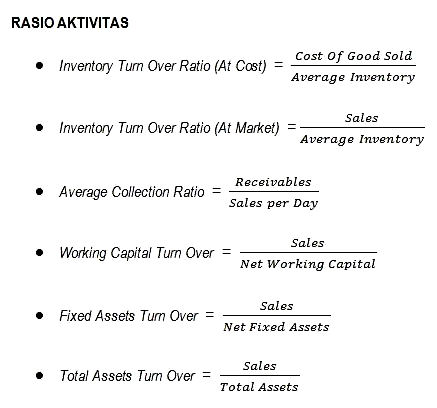 RASIO AKTIVITAS
• Inventory Turn Over Ratio (At Cost) = Cost Of Good Sold / Average Inventory
• Inventory Turn Over Ratio (At Market) = Sales / Average Inventory
• Average Collection Ratio = Receivables / Sales per Day
• Working Capital Turn Over = Sales / Net Working Capital
• Fixed Assets Turn Over = Sales / Net Fixed Assets
• Total Assets Turn Over = Sales / Total Assets